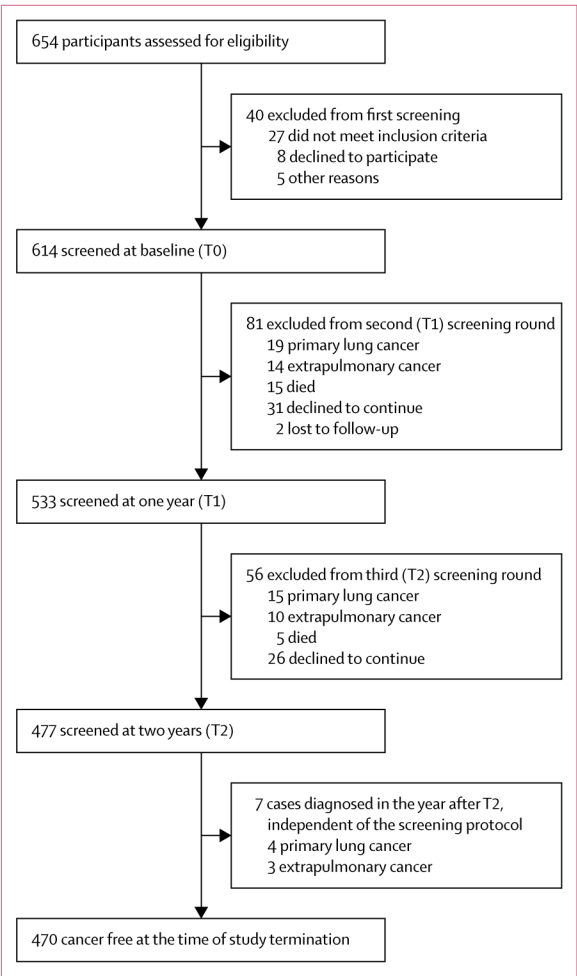 654 participants assessed for eligibility
40 excluded from first screening
27 did not meet inclusion criteria
8 declined to participate
5 other reasons
614 screened at baseline (T0)
81 excluded from second (T1) screening round
19 primary lung cancer
14 extrapulmonary cancer
15 died
31 declined to continue
2 lost to follow-up
533 screened at one year (T1)
56 excluded from third (T2) screening round
15 primary lung cancer
10 extrapulmonary cancer
5 died
26 declined to continue
477 screened at two years (T2)
7 cases diagnosed in the year after T2,
independent of the screening protocol
4 primary lung cancer
3 extrapulmonary cancer
470 cancer free at the time of study termination